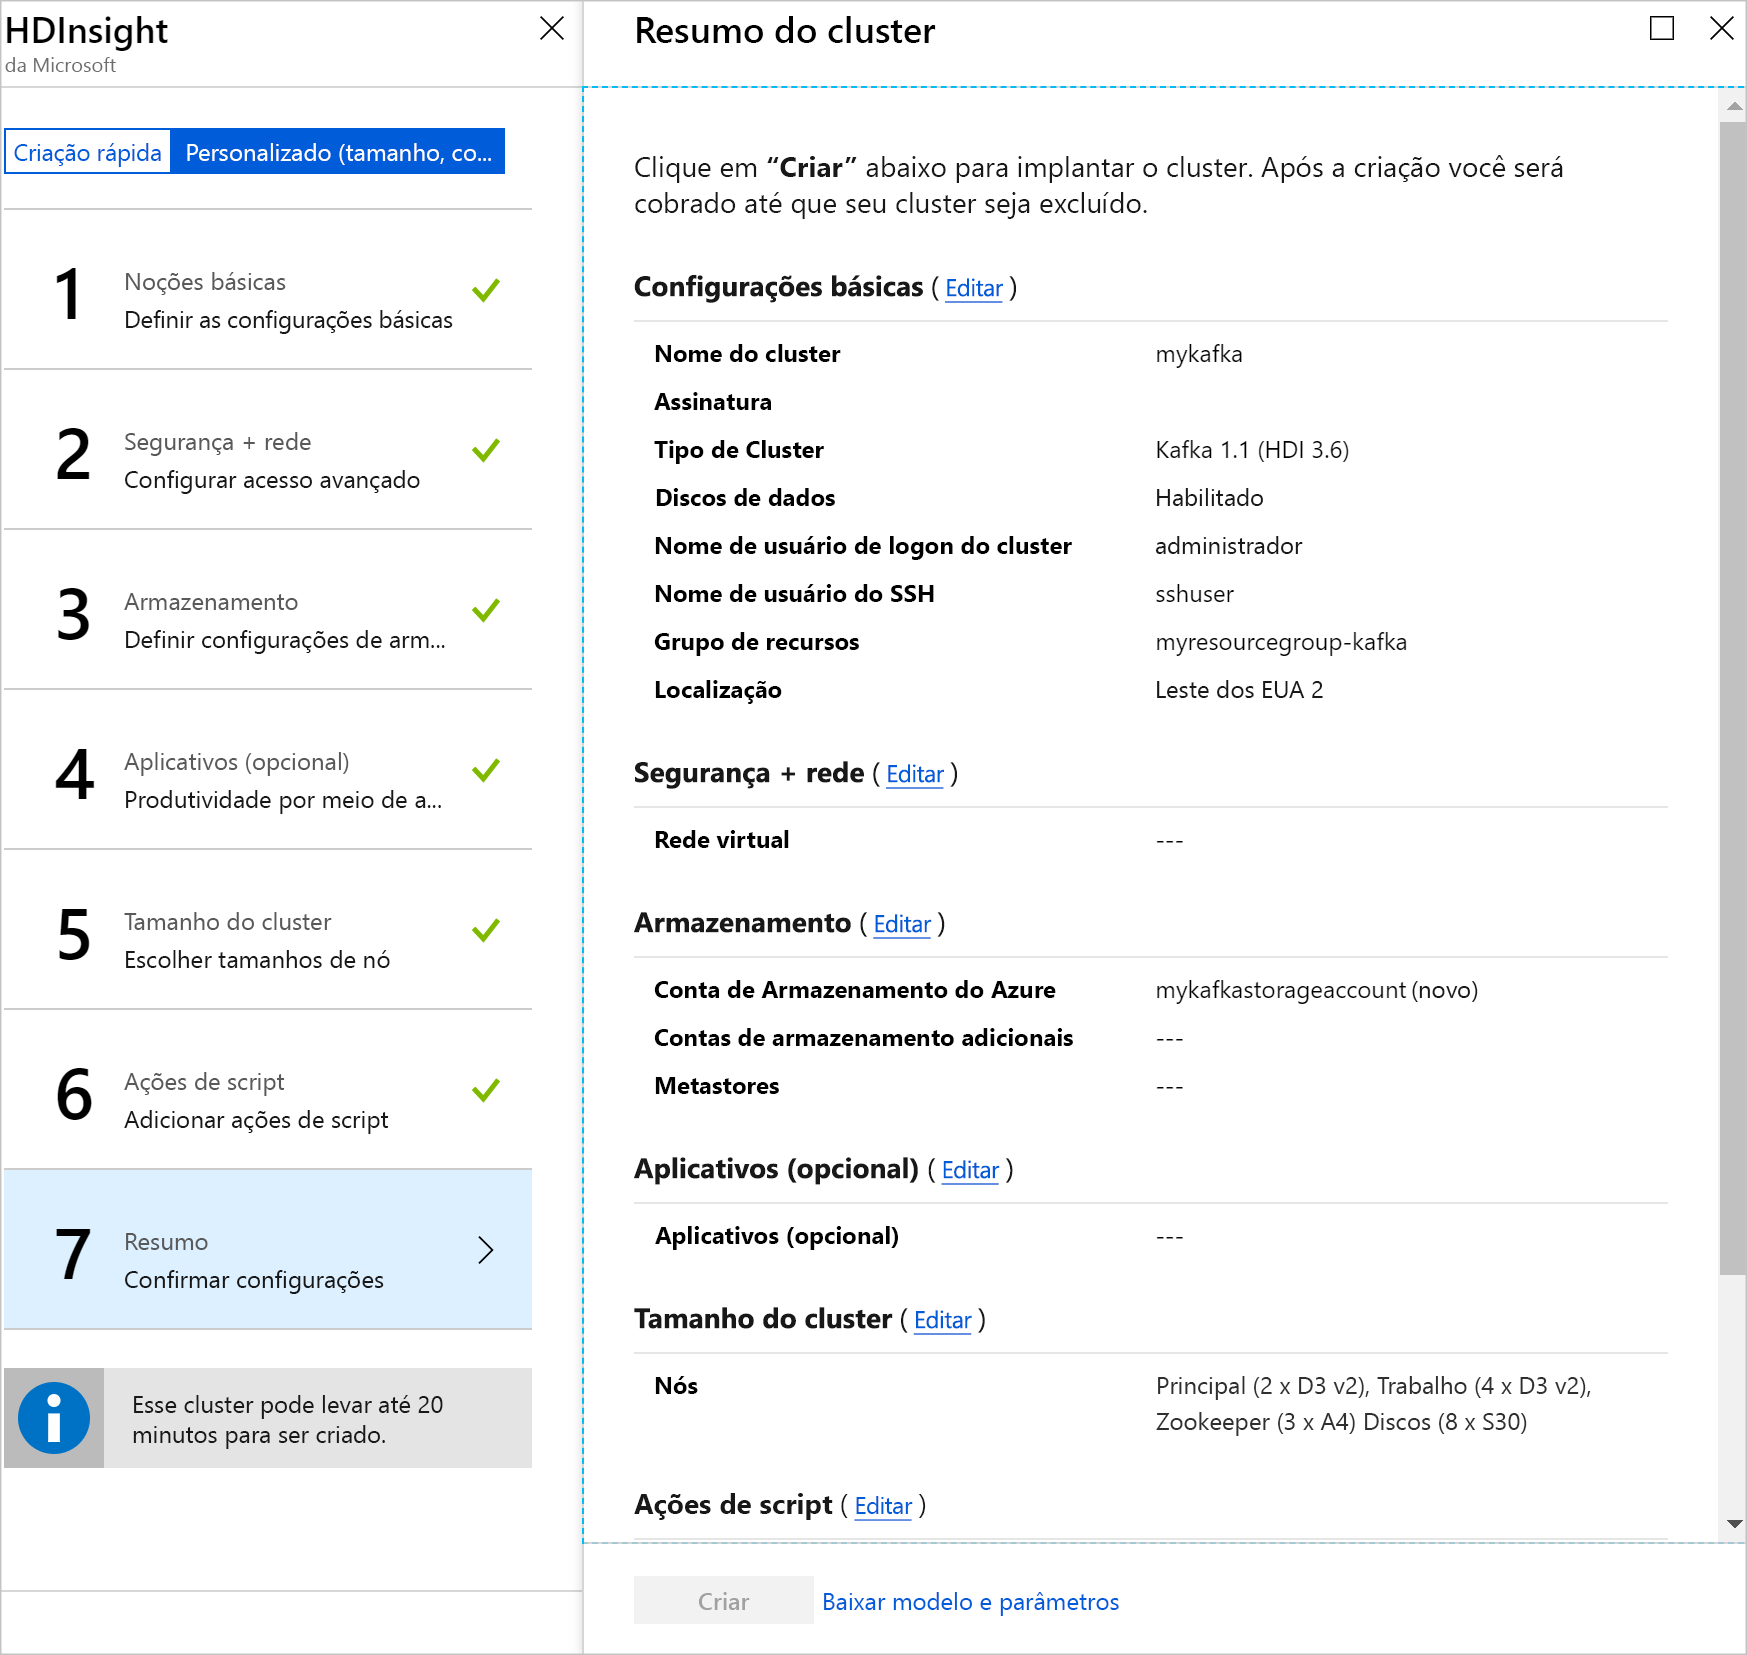 HDInsight
da Microsoft
Criação rápida
Personalizado (tamanho, co...
1
Noções básicas
Definir as configurações básicas
2
Segurança + rede
Configurar acesso avançado
3
Armazenamento
Definir configurações de arm...
4
Aplicativos (opcional)
Produtividade por meio de a...
5
Tamanho do cluster
Escolher tamanhos de nó
6
Ações de script
Adicionar ações de script
7
Resumo
Confirmar configurações
Esse cluster pode levar até 20
minutos para ser criado.
Resumo do cluster
Clique em “Criar” abaixo para implantar o cluster. Após a criação você será
cobrado até que seu cluster seja excluído.
Configurações básicas ( Editar )
Nome do cluster mykafka
Assinatura
Tipo de Cluster Kafka 1.1 (HDI 3.6)
Discos de dados Habilitado
Nome de usuário de logon do cluster administrador
Nome de usuário do SSH sshuser
Grupo de recursos myresourcegroup-kafka
Localização Leste dos EUA 2
Segurança + rede ( Editar )
Rede virtual ---
Armazenamento ( Editar )
Conta de Armazenamento do Azure mykafkastorageaccount (novo)
Contas de armazenamento adicionais ---
Metastores ---
Aplicativos (opcional) ( Editar )
Aplicativos (opcional) ---
Tamanho do cluster ( Editar )
Nós Principal (2 x D3 v2), Trabalho (4 x D3 v2),
Zookeeper (3 x A4) Discos (8 x S30)
Ações de script ( Editar )
Criar
Baixar modelo e parâmetros